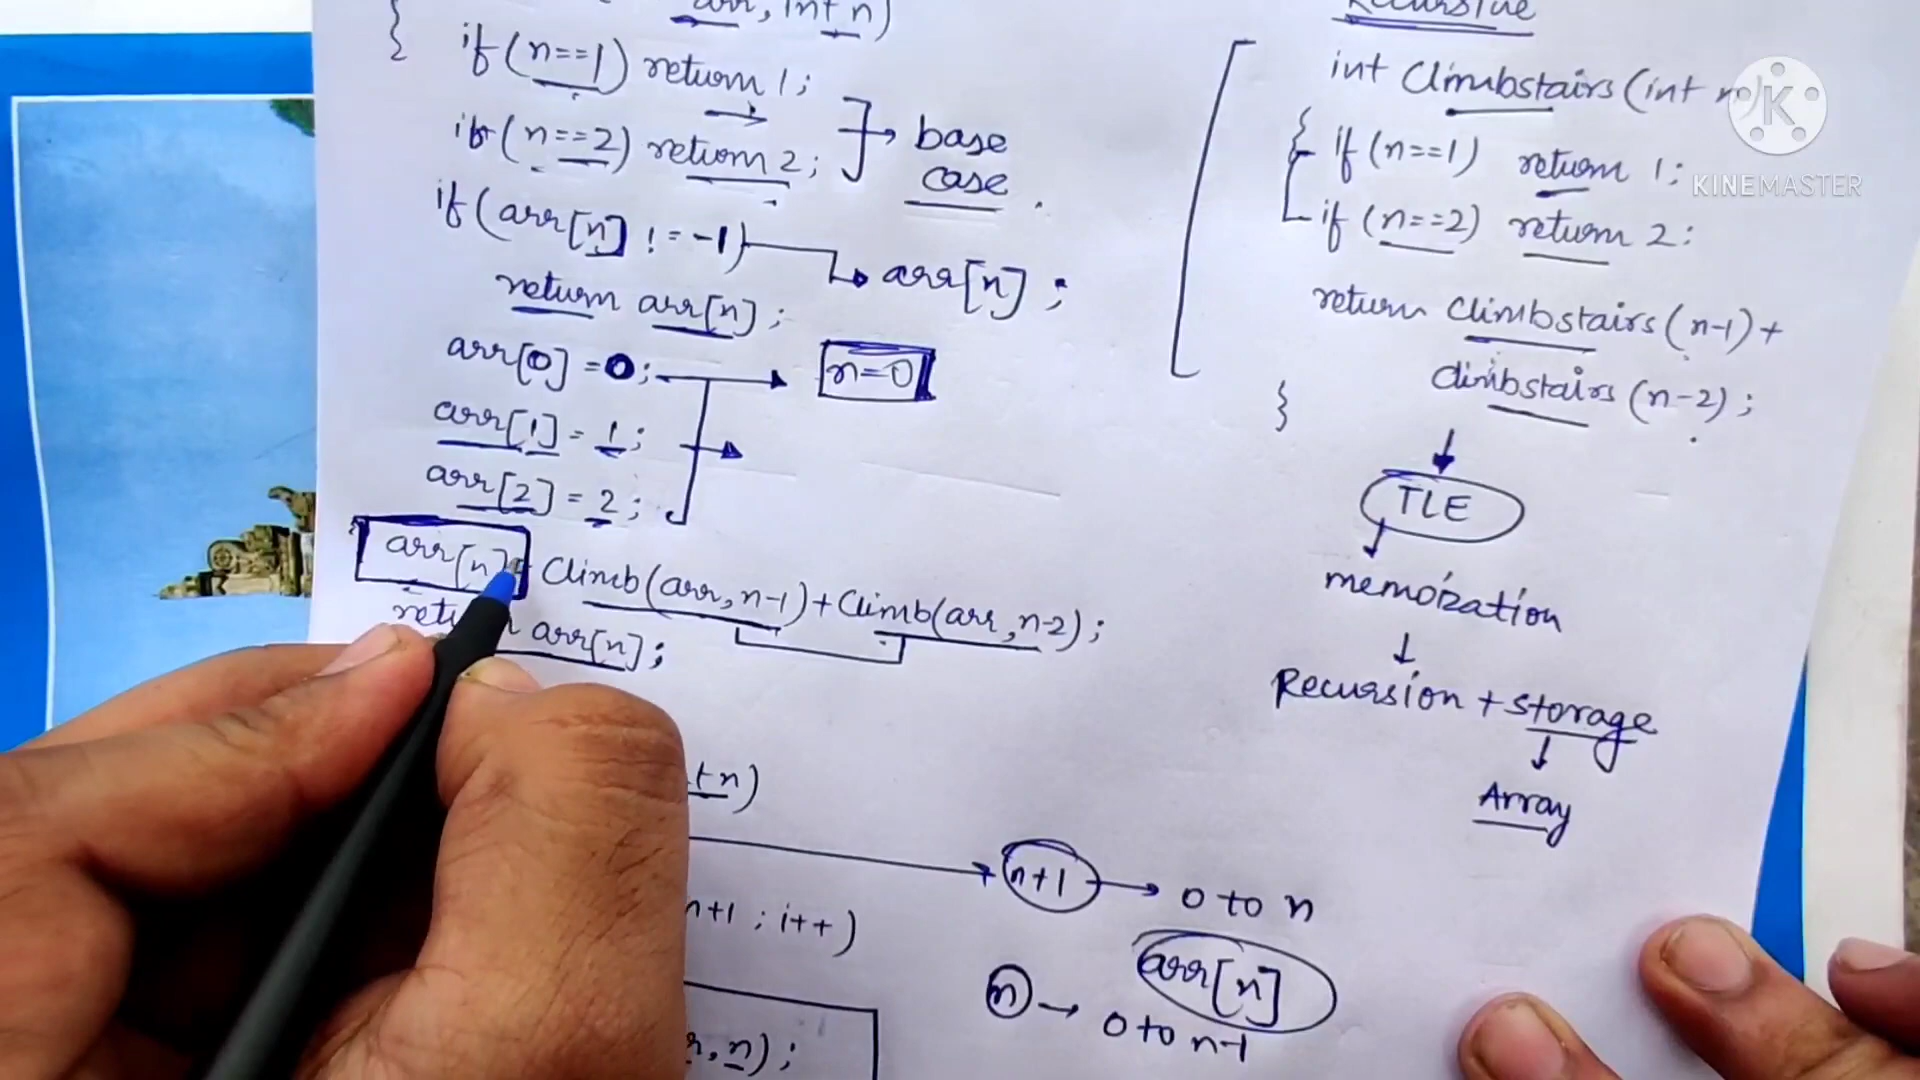 arr, int n)
{
if (n==1) return 1;
if (n==2) return 2;
base
case
if (arr[n] != -1)
arr[n] ;
return arr[n] ;
arr[0] = 0;
n=0
arr[1] = 1;
arr[2] = 2;
arr[n] = Climb(arr, n-1) + Climb(arr, n-2);
return arr[n];
t n)
n+1 ; i++)
r, n);
n+1 → 0 to n
arr[n]
n → 0 to n-1
Recursive
int Climbstairs (int n
{
if (n==1) return 1;
if (n==2) return 2:
return Climbstairs (n-1) +
Climbstairs (n-2) ;
}
TLE
memoization
Recursion + storage
Array
K
KINEMASTER